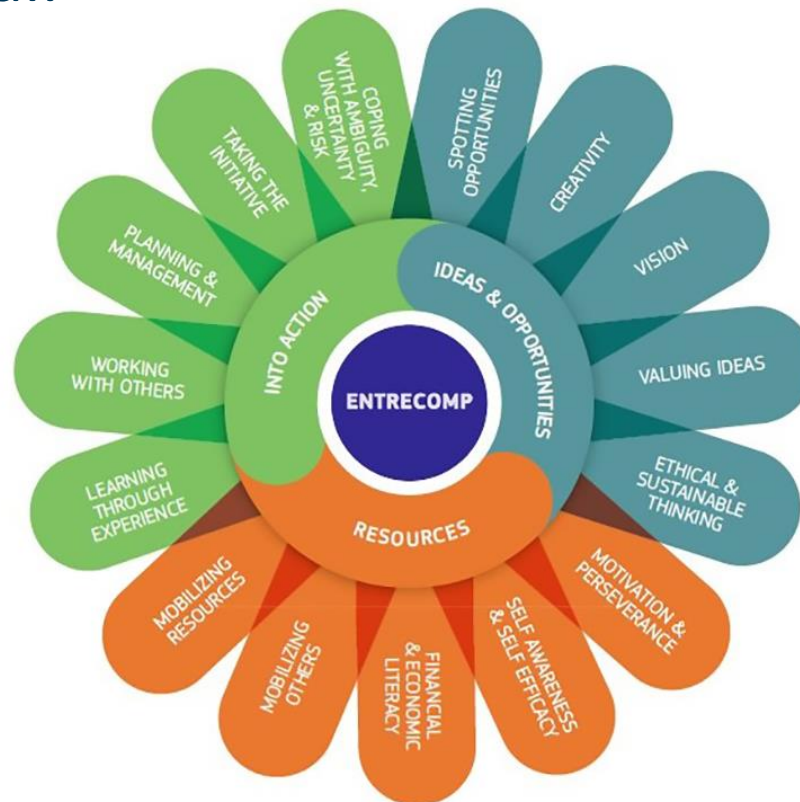 ENTRECOMP
IDEAS & OPPORTUNITIES
SPOTTING
OPPORTUNITIES
CREATIVITY
VISION
VALUING IDEAS
ETHICAL &
SUSTAINABLE
THINKING
RESOURCES
MOTIVATION &
PERSEVERANCE
SELF AWARENESS
& SELF EFFICACY
FINANCIAL
& ECONOMIC
LITERACY
MOBILIZING
OTHERS
MOBILIZING
RESOURCES
INTO ACTION
LEARNING
THROUGH
EXPERIENCE
WORKING
WITH OTHERS
PLANNING &
MANAGEMENT
TAKING THE
INITIATIVE
COPING
WITH AMBIGUITY,
UNCERTAINTY
& RISK